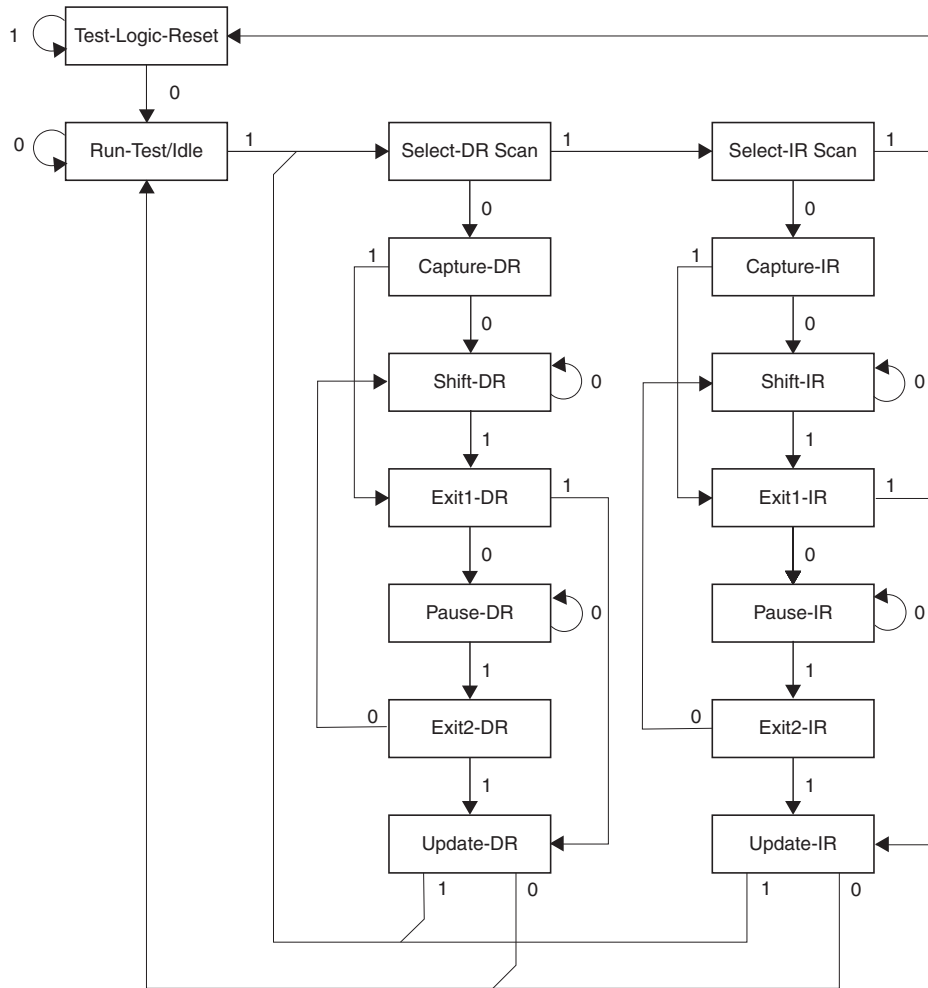 Test-Logic-Reset
1
0
Run-Test/Idle
0
1
Select-DR Scan
1
Select-IR Scan
1
0
0
1
Capture-DR
1
Capture-IR
0
0
Shift-DR
0
Shift-IR
0
1
1
Exit1-DR
1
Exit1-IR
1
0
0
Pause-DR
0
Pause-IR
0
1
1
0
Exit2-DR
0
Exit2-IR
1
1
Update-DR
Update-IR
1
0
1
0